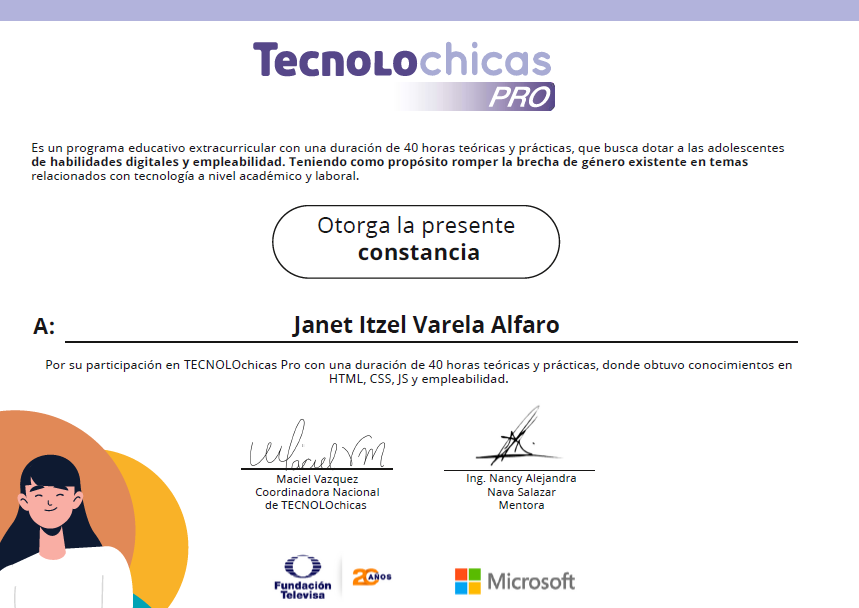 TECNOLOchicas
PRO
Es un programa educativo extracurricular con una duración de 40 horas teóricas y prácticas, que busca dotar a las adolescentes
de habilidades digitales y empleabilidad. Teniendo como propósito romper la brecha de género existente en temas
relacionados con tecnología a nivel académico y laboral.
Otorga la presente
constancia
A: Janet Itzel Varela Alfaro
Por su participación en TECNOLOchicas Pro con una duración de 40 horas teóricas y prácticas, donde obtuvo conocimientos en
HTML, CSS, JS y empleabilidad.
Maciel VM
Maciel Vazquez
Coordinadora Nacional
de TECNOLOchicas
Ing. Nancy Alejandra
Nava Salazar
Mentora
Fundación
Televisa
20 AÑOS
Microsoft